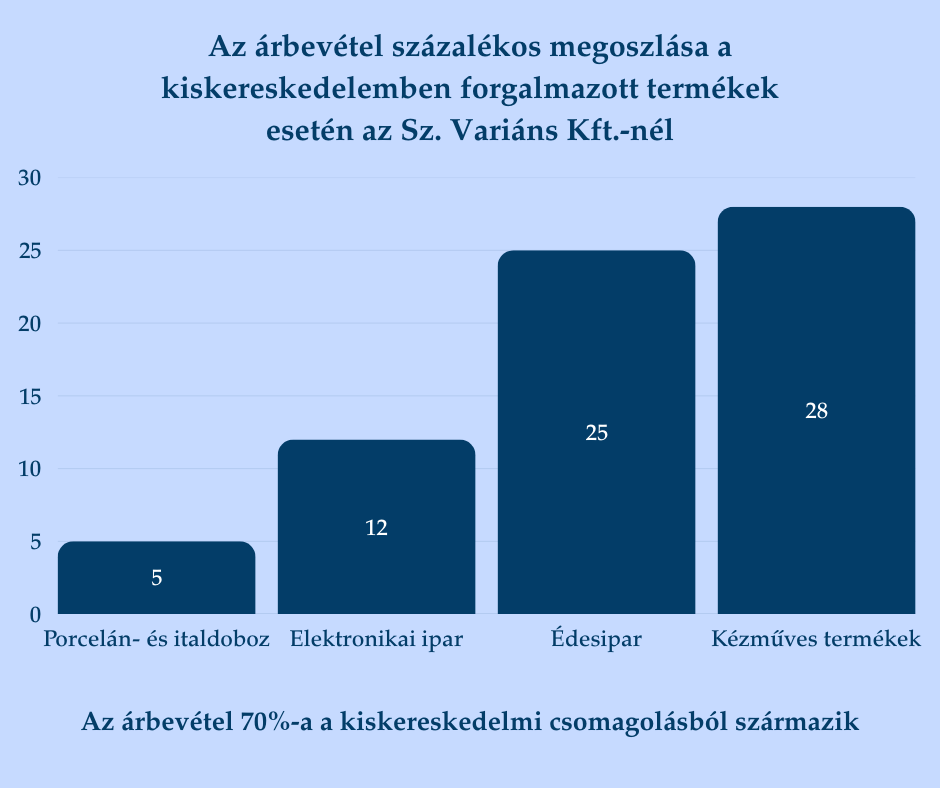 Az árbevétel százalékos megoszlása a
kiskereskedelemben forgalmazott termékek
esetén az Sz. Variáns Kft.-nél
30
25
20
15
10
5
0
5
12
25
28
Porcelán- és italdoboz
Elektronikai ipar
Édesipar
Kézműves termékek
Az árbevétel 70%-a a kiskereskedelmi csomagolásból származik